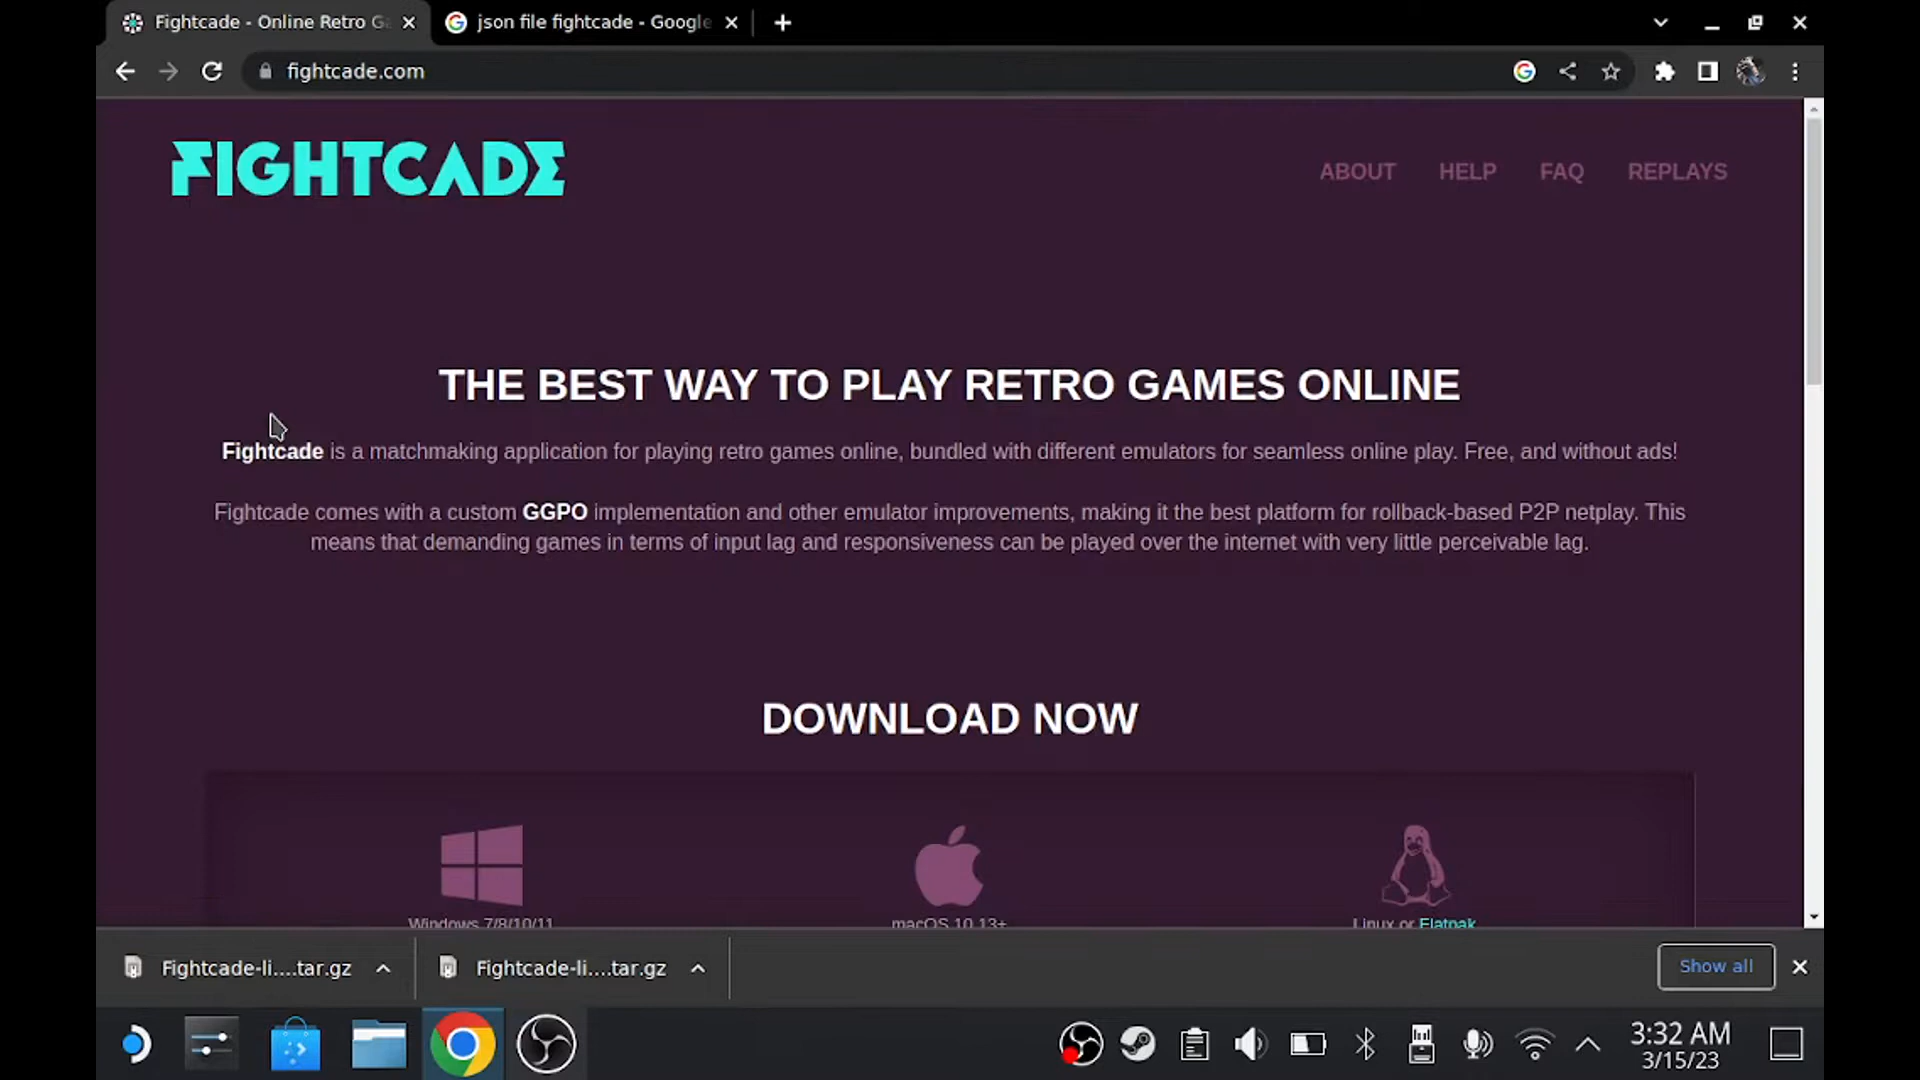 Fightcade - Online Retro G
json file fightcade - Google
fightcade.com
FIGHTCADE
ABOUT
HELP
FAQ
REPLAYS
THE BEST WAY TO PLAY RETRO GAMES ONLINE
Fightcade is a matchmaking application for playing retro games online, bundled with different emulators for seamless online play. Free, and without ads!
Fightcade comes with a custom GGPO implementation and other emulator improvements, making it the best platform for rollback-based P2P netplay. This
means that demanding games in terms of input lag and responsiveness can be played over the internet with very little perceivable lag.
DOWNLOAD NOW
Windows 7/8/10/11
macOS 10.13+
Linux or Flatpak
Fightcade-li....tar.gz
Fightcade-li....tar.gz
Show all
3:32 AM
3/15/23